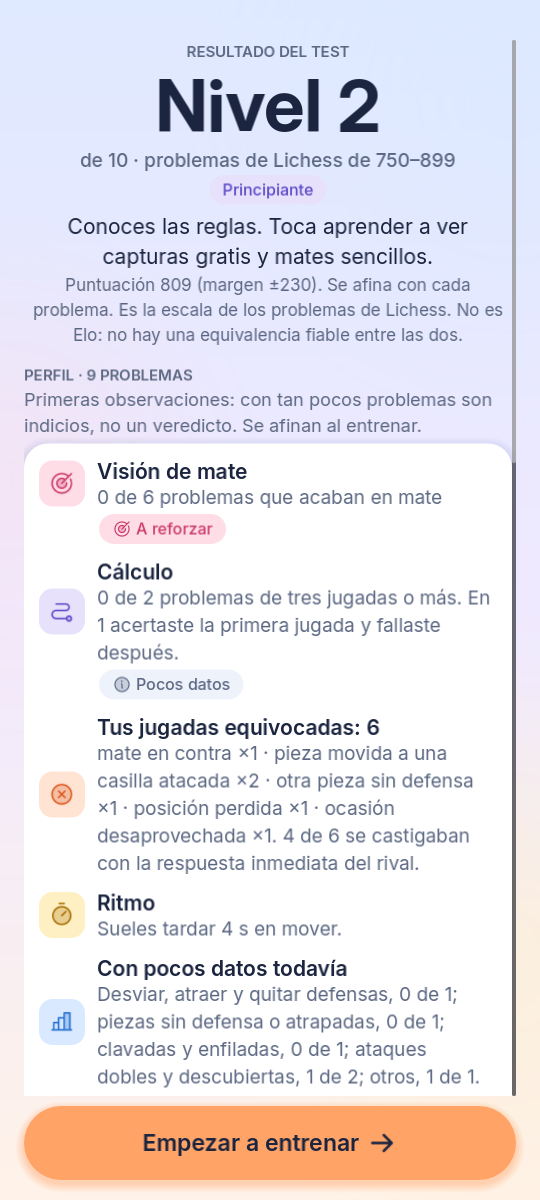 RESULTADO DEL TEST
Nivel 2
de 10 · problemas de Lichess de 750–899
Principiante
Conoces las reglas. Toca aprender a ver
capturas gratis y mates sencillos.
Puntuación 809 (margen ±230). Se afina con cada
problema. Es la escala de los problemas de Lichess. No es
Elo: no hay una equivalencia fiable entre las dos.
PERFIL · 9 PROBLEMAS
Primeras observaciones: con tan pocos problemas son
indicios, no un veredicto. Se afinan al entrenar.
Visión de mate
0 de 6 problemas que acaban en mate
A reforzar
Cálculo
0 de 2 problemas de tres jugadas o más. En
1 acertaste la primera jugada y fallaste
después.
Pocos datos
Tus jugadas equivocadas: 6
mate en contra ×1 · pieza movida a una
casilla atacada ×2 · otra pieza sin defensa
×1 · posición perdida ×1 · ocasión
desaprovechada ×1. 4 de 6 se castigaban
con la respuesta inmediata del rival.
Ritmo
Sueles tardar 4 s en mover.
Con pocos datos todavía
Desviar, atraer y quitar defensas, 0 de 1;
piezas sin defensa o atrapadas, 0 de 1;
clavadas y enfiladas, 0 de 1; ataques
dobles y descubiertas, 1 de 2; otros, 1 de 1.
Empezar a entrenar →